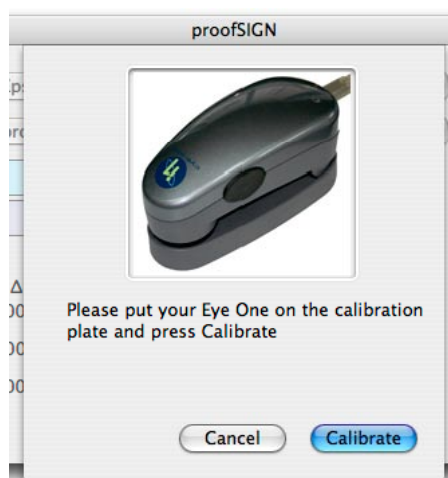 proofSIGN
Please put your Eye One on the calibration
plate and press Calibrate
Cancel
Calibrate